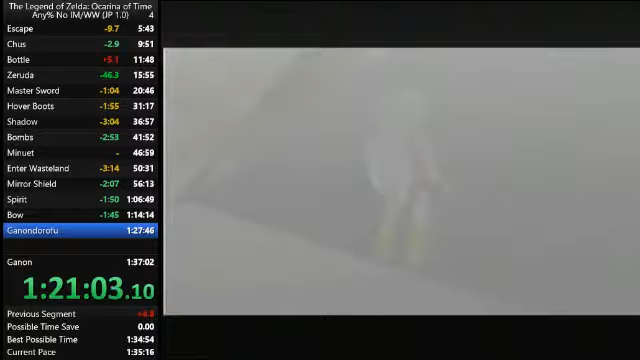 The Legend of Zelda: Ocarina of Time
Any% No IM/WW (JP 1.0) 4
Escape -9.7 5:43
Chus -2.9 9:51
Bottle +5.1 11:48
Zeruda -46.3 15:55
Master Sword -1:04 20:46
Hover Boots -1:55 31:17
Shadow -3:04 36:57
Bombs -2:53 41:52
Minuet - 46:59
Enter Wasteland -3:14 50:31
Mirror Shield -2:07 56:13
Spirit -1:50 1:06:49
Bow -1:45 1:14:14
Ganondorofu 1:27:46
Ganon 1:37:02
1:21:03.10
Previous Segment +4.8
Possible Time Save 0.00
Best Possible Time 1:34:54
Current Pace 1:35:16